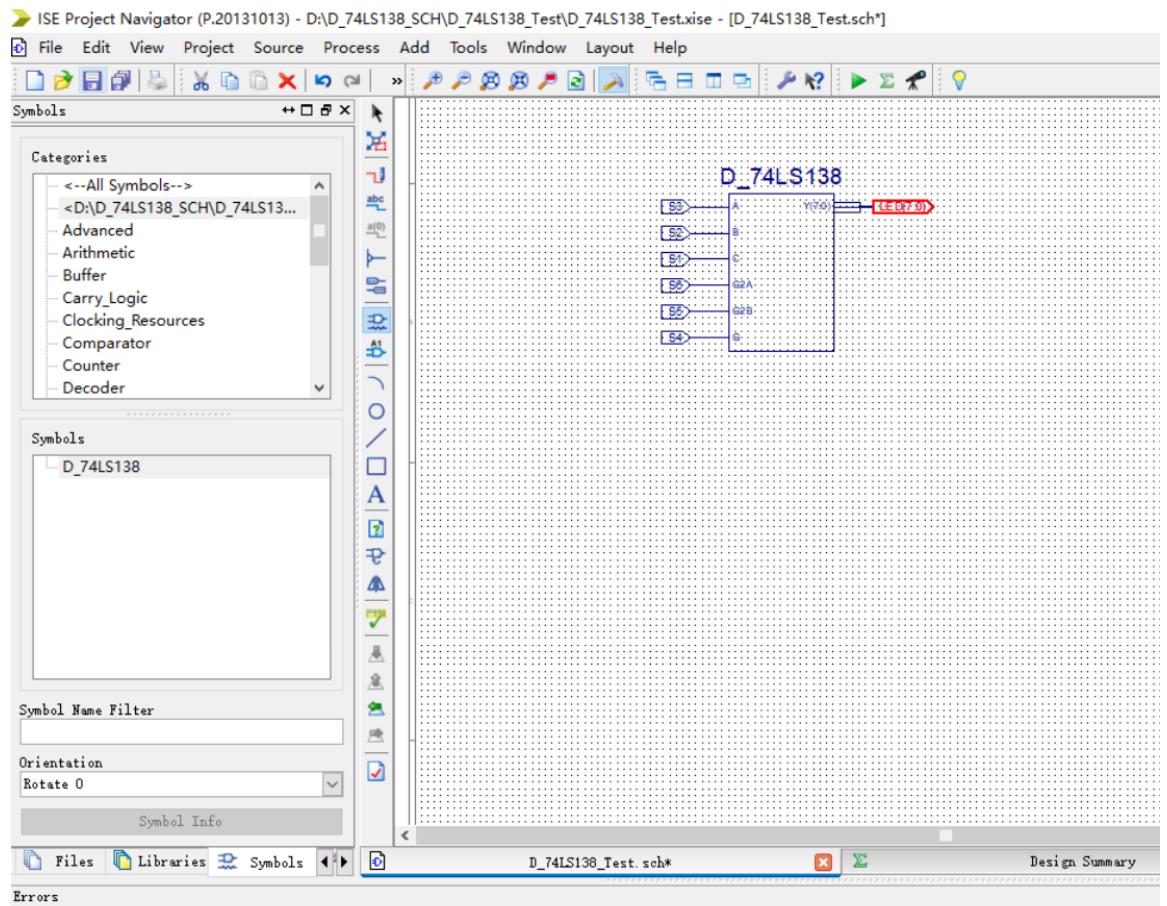 ISE Project Navigator (P.20131013) - D:\D_74LS138_SCH\D_74LS138_Test\D_74LS138_Test.xise - [D_74LS138_Test.sch*]
File Edit View Project Source Process Add Tools Window Layout Help
Symbols
Categories
<--All Symbols-->
<D:\D_74LS138_SCH\D_74LS13...
Advanced
Arithmetic
Buffer
Carry_Logic
Clocking_Resources
Comparator
Counter
Decoder
Symbols
D_74LS138
Symbol Name Filter
Orientation
Rotate 0
Symbol Info
Files Libraries Symbols
abc
a(0)
A1
A
D_74LS138
S3 A Y(7:0) LED(7:0)
S2 B
S1 C
S6 G2A
S5 G2B
S4 G
D_74LS138_Test.sch* Design Summary
Errors